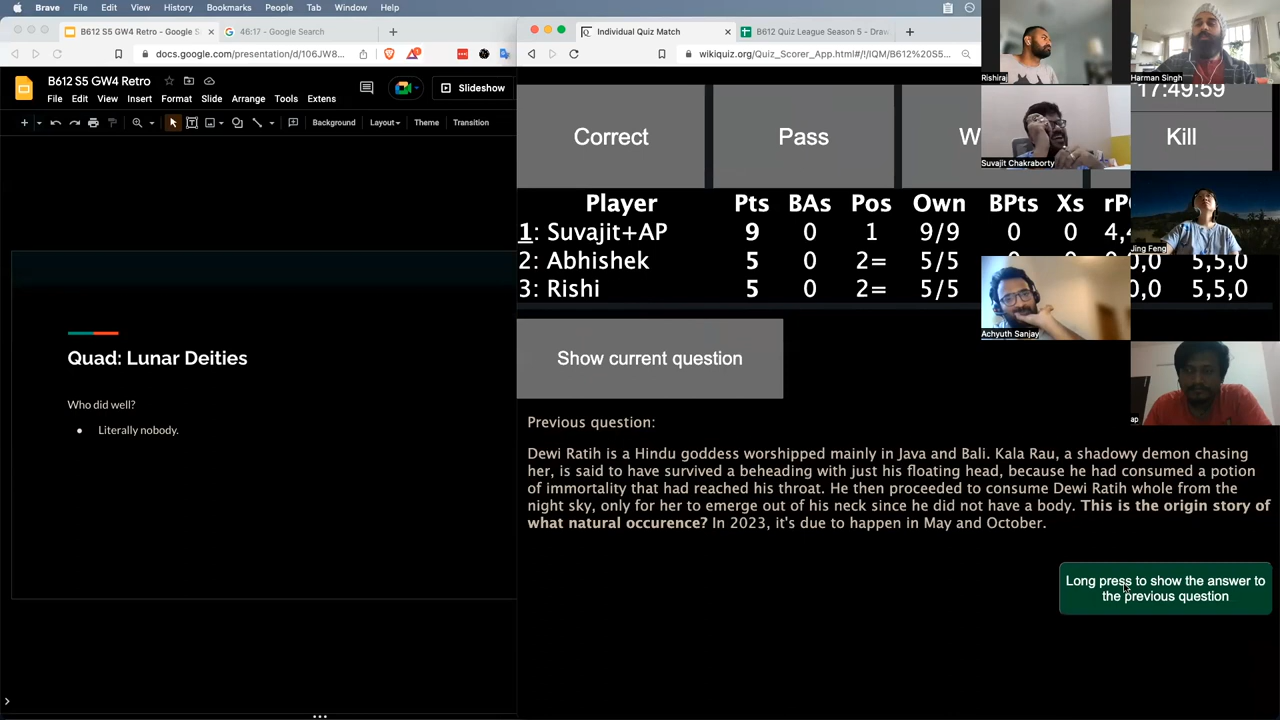 Brave File Edit View History Bookmarks People Tab Window Help
B612 S5 GW4 Retro - Google S
46:17 - Google Search
docs.google.com/presentation/d/106JW8...
B612 S5 GW4 Retro
File Edit View Insert Format Slide Arrange Tools Extens
Slideshow
Background Layout Theme Transition
Quad: Lunar Deities
Who did well?
● Literally nobody.
Individual Quiz Match
B612 Quiz League Season 5 - Draw
wikiquiz.org/Quiz_Scorer_App.html#!/IQM/B612%20S5...
Correct Pass W Kill
17:49:59
Player Pts BAs Pos Own BPts Xs rP
1: Suvajit+AP 9 0 1 9/9 0 0 4,4
2: Abhishek 5 0 2= 5/5 ,0,0 5,5,0
3: Rishi 5 0 2= 5/5 0,0 5,5,0
Show current question
Previous question:
Dewi Ratih is a Hindu goddess worshipped mainly in Java and Bali. Kala Rau, a shadowy demon chasing
her, is said to have survived a beheading with just his floating head, because he had consumed a potion
of immortality that had reached his throat. He then proceeded to consume Dewi Ratih whole from the
night sky, only for her to emerge out of his neck since he did not have a body. This is the origin story of
what natural occurence? In 2023, it's due to happen in May and October.
Long press to show the answer to
the previous question
Rishiraj
Harman Singh
Suvajit Chakraborty
Jing Feng
Achyuth Sanjay
ap